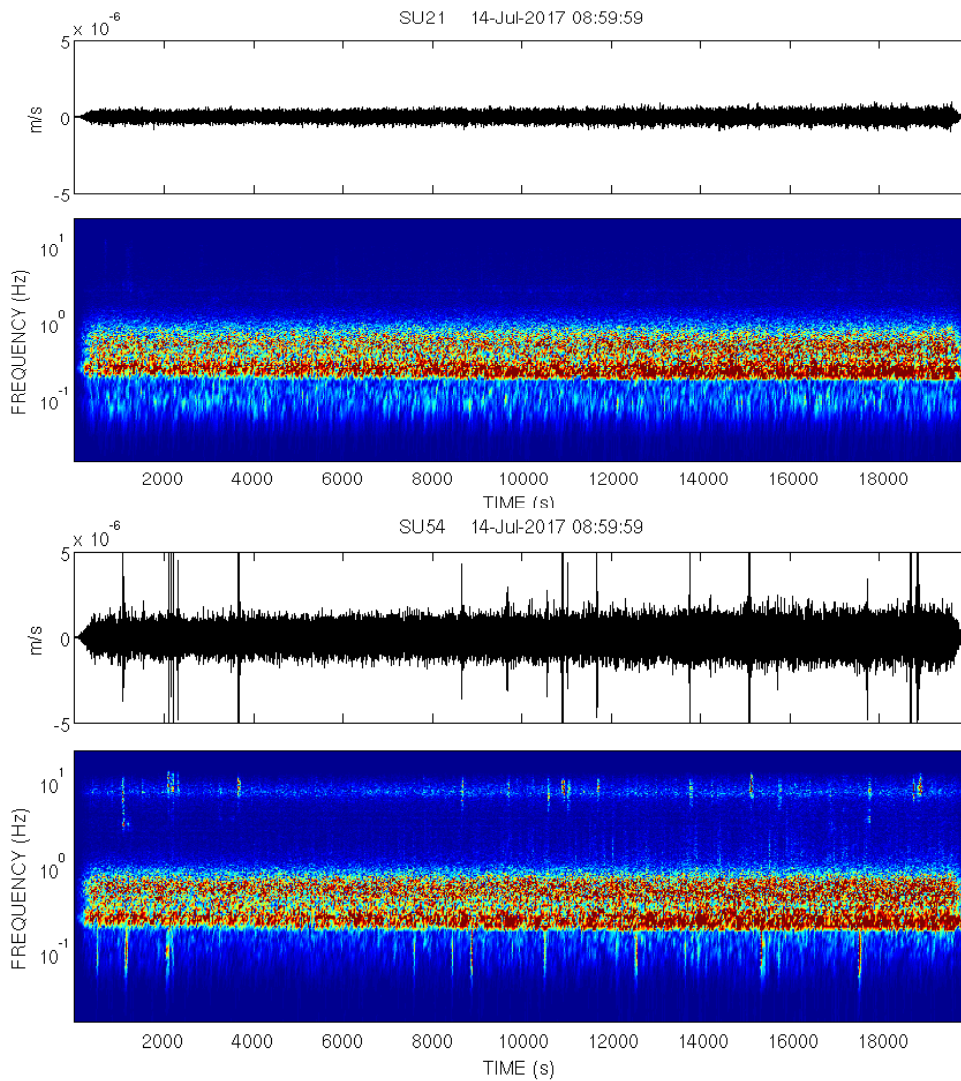 SU21 14-Jul-2017 08:59:59
x 10^-6
5
0
-5
m/s
10^1
10^0
10^-1
FREQUENCY (Hz)
2000 4000 6000 8000 10000 12000 14000 16000 18000
TIME (s)
SU54 14-Jul-2017 08:59:59
x 10^-6
5
0
-5
m/s
10^1
10^0
10^-1
FREQUENCY (Hz)
2000 4000 6000 8000 10000 12000 14000 16000 18000
TIME (s)